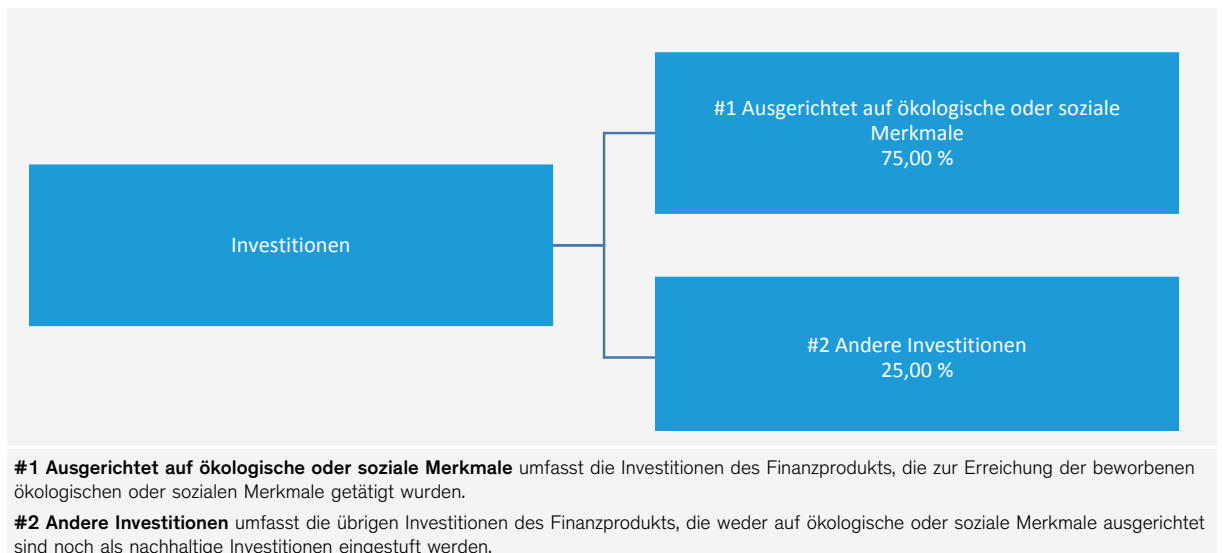 #1 Ausgerichtet auf ökologische oder soziale
Merkmale
75,00 %
Investitionen
#2 Andere Investitionen
25,00 %
#1 Ausgerichtet auf ökologische oder soziale Merkmale umfasst die Investitionen des Finanzprodukts, die zur Erreichung der beworbenen
ökologischen oder sozialen Merkmale getätigt wurden.
#2 Andere Investitionen umfasst die übrigen Investitionen des Finanzprodukts, die weder auf ökologische oder soziale Merkmale ausgerichtet
sind noch als nachhaltige Investitionen eingestuft werden.